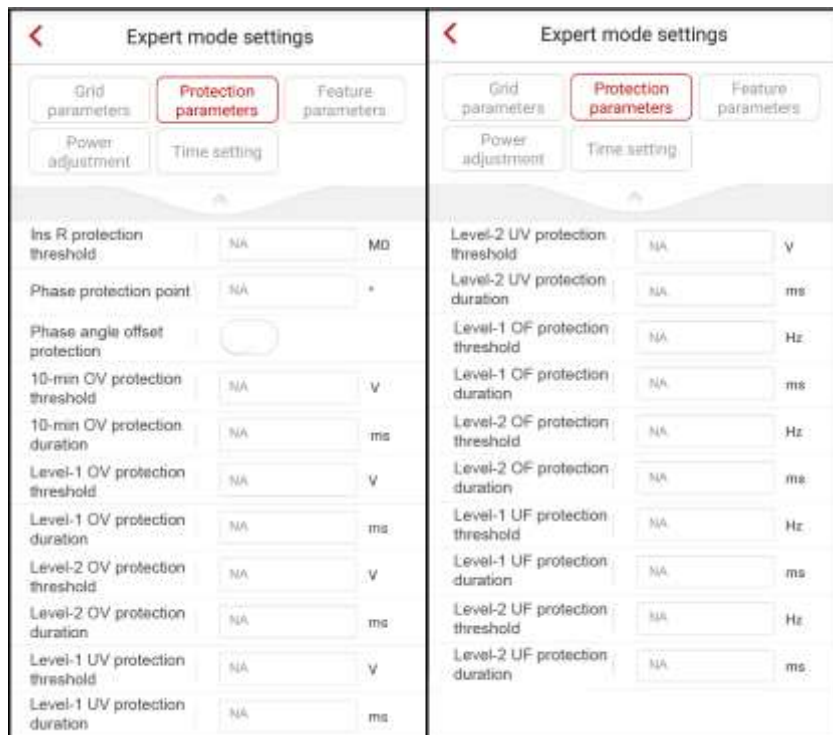 Expert mode settings
Grid
parameters
Protection
parameters
Feature
parameters
Power
adjustment
Time setting
Ins R protection
threshold
NA
MΩ
Phase protection point
NA
°
Phase angle offset
protection
10-min OV protection
threshold
NA
V
10-min OV protection
duration
NA
ms
Level-1 OV protection
threshold
NA
V
Level-1 OV protection
duration
NA
ms
Level-2 OV protection
threshold
NA
V
Level-2 OV protection
duration
NA
ms
Level-1 UV protection
threshold
NA
V
Level-1 UV protection
duration
NA
ms
Expert mode settings
Grid
parameters
Protection
parameters
Feature
parameters
Power
adjustment
Time setting
Level-2 UV protection
threshold
NA
V
Level-2 UV protection
duration
NA
ms
Level-1 OF protection
threshold
NA
Hz
Level-1 OF protection
duration
NA
ms
Level-2 OF protection
threshold
NA
Hz
Level-2 OF protection
duration
NA
ms
Level-1 UF protection
threshold
NA
Hz
Level-1 UF protection
duration
NA
ms
Level-2 UF protection
threshold
NA
Hz
Level-2 UF protection
duration
NA
ms